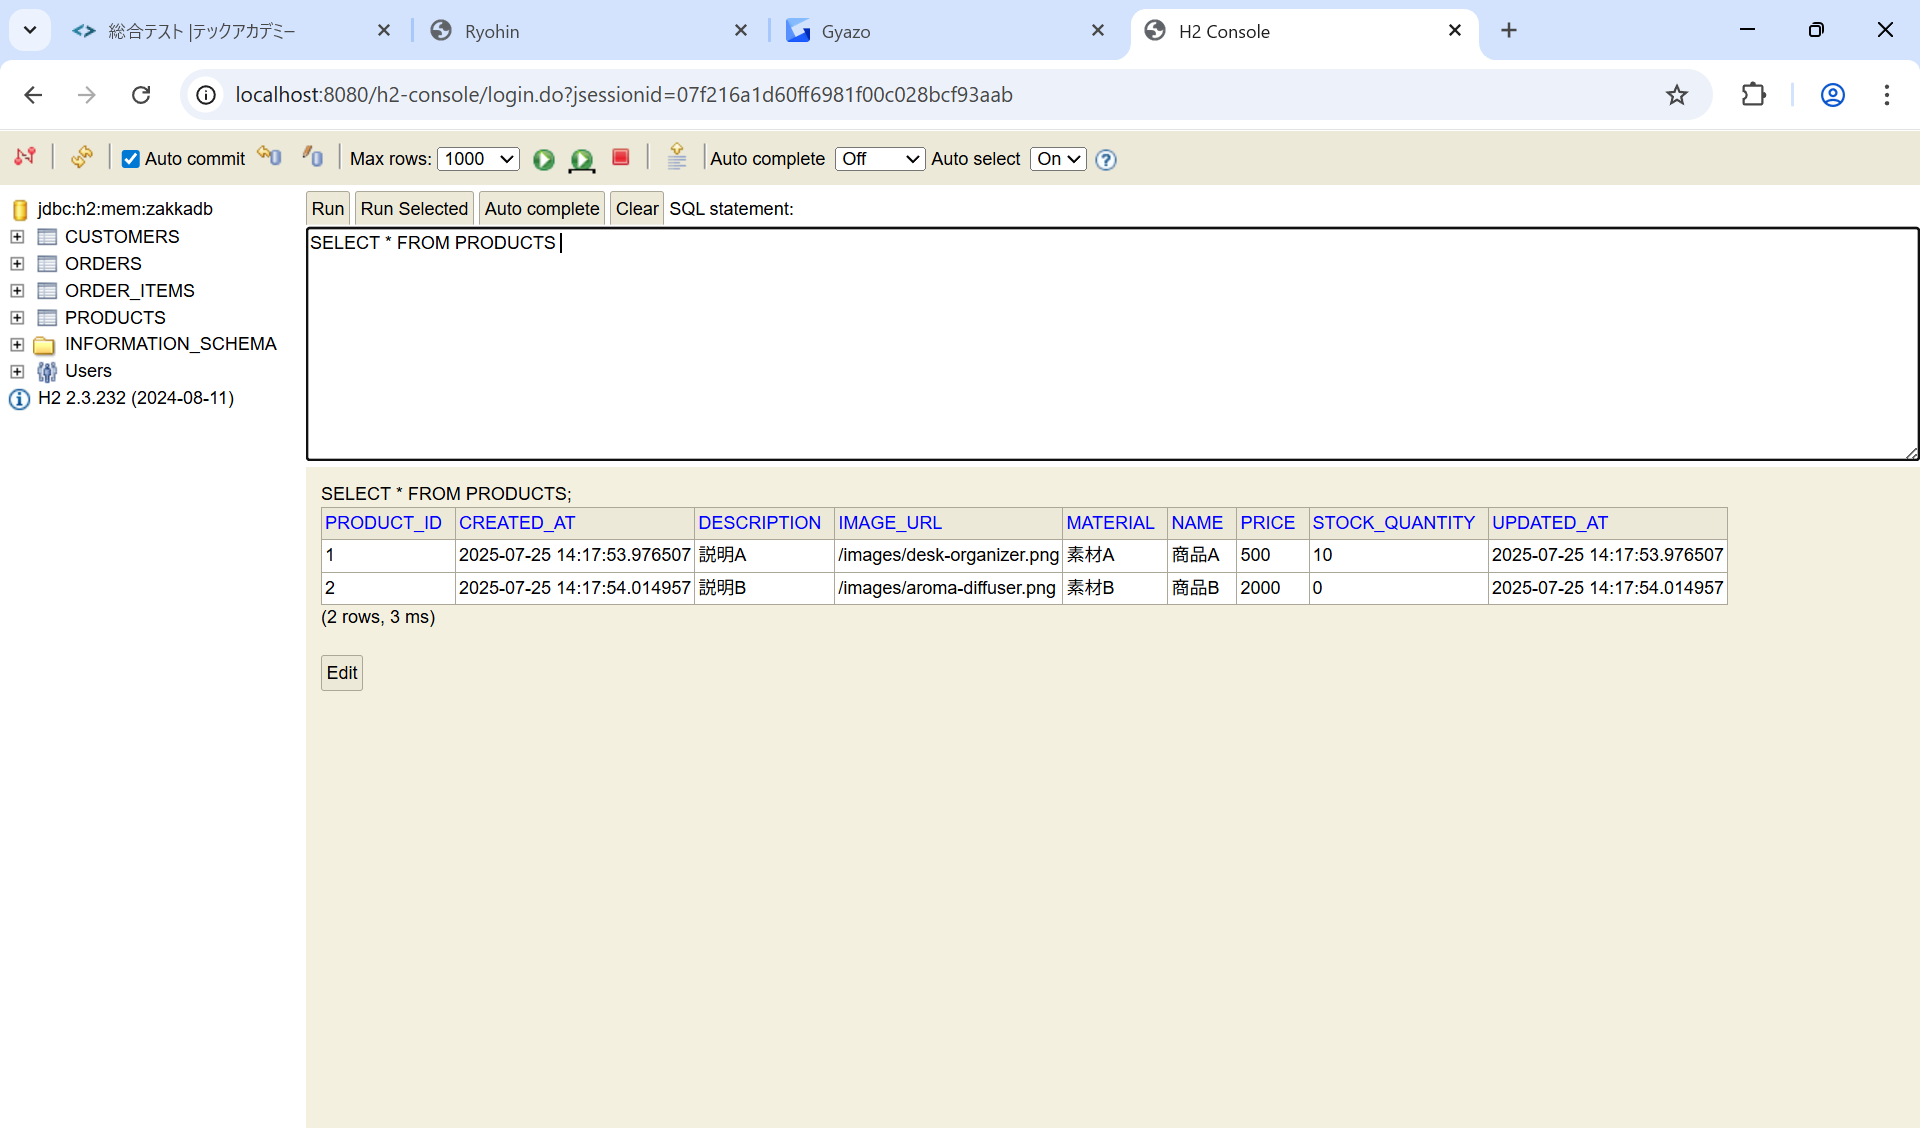 総合テスト |テックアカデミー
Ryohin
Gyazo
H2 Console
localhost:8080/h2-console/login.do?jsessionid=07f216a1d60ff6981f00c028bcf93aab
Auto commit Max rows: 1000 Auto complete Off Auto select On
jdbc:h2:mem:zakkadb
CUSTOMERS
ORDERS
ORDER_ITEMS
PRODUCTS
INFORMATION_SCHEMA
Users
H2 2.3.232 (2024-08-11)
Run Run Selected Auto complete Clear SQL statement:
SELECT * FROM PRODUCTS
SELECT * FROM PRODUCTS;
PRODUCT_ID CREATED_AT DESCRIPTION IMAGE_URL MATERIAL NAME PRICE STOCK_QUANTITY UPDATED_AT
1 2025-07-25 14:17:53.976507 説明A /images/desk-organizer.png 素材A 商品A 500 10 2025-07-25 14:17:53.976507
2 2025-07-25 14:17:54.014957 説明B /images/aroma-diffuser.png 素材B 商品B 2000 0 2025-07-25 14:17:54.014957
(2 rows, 3 ms)
Edit